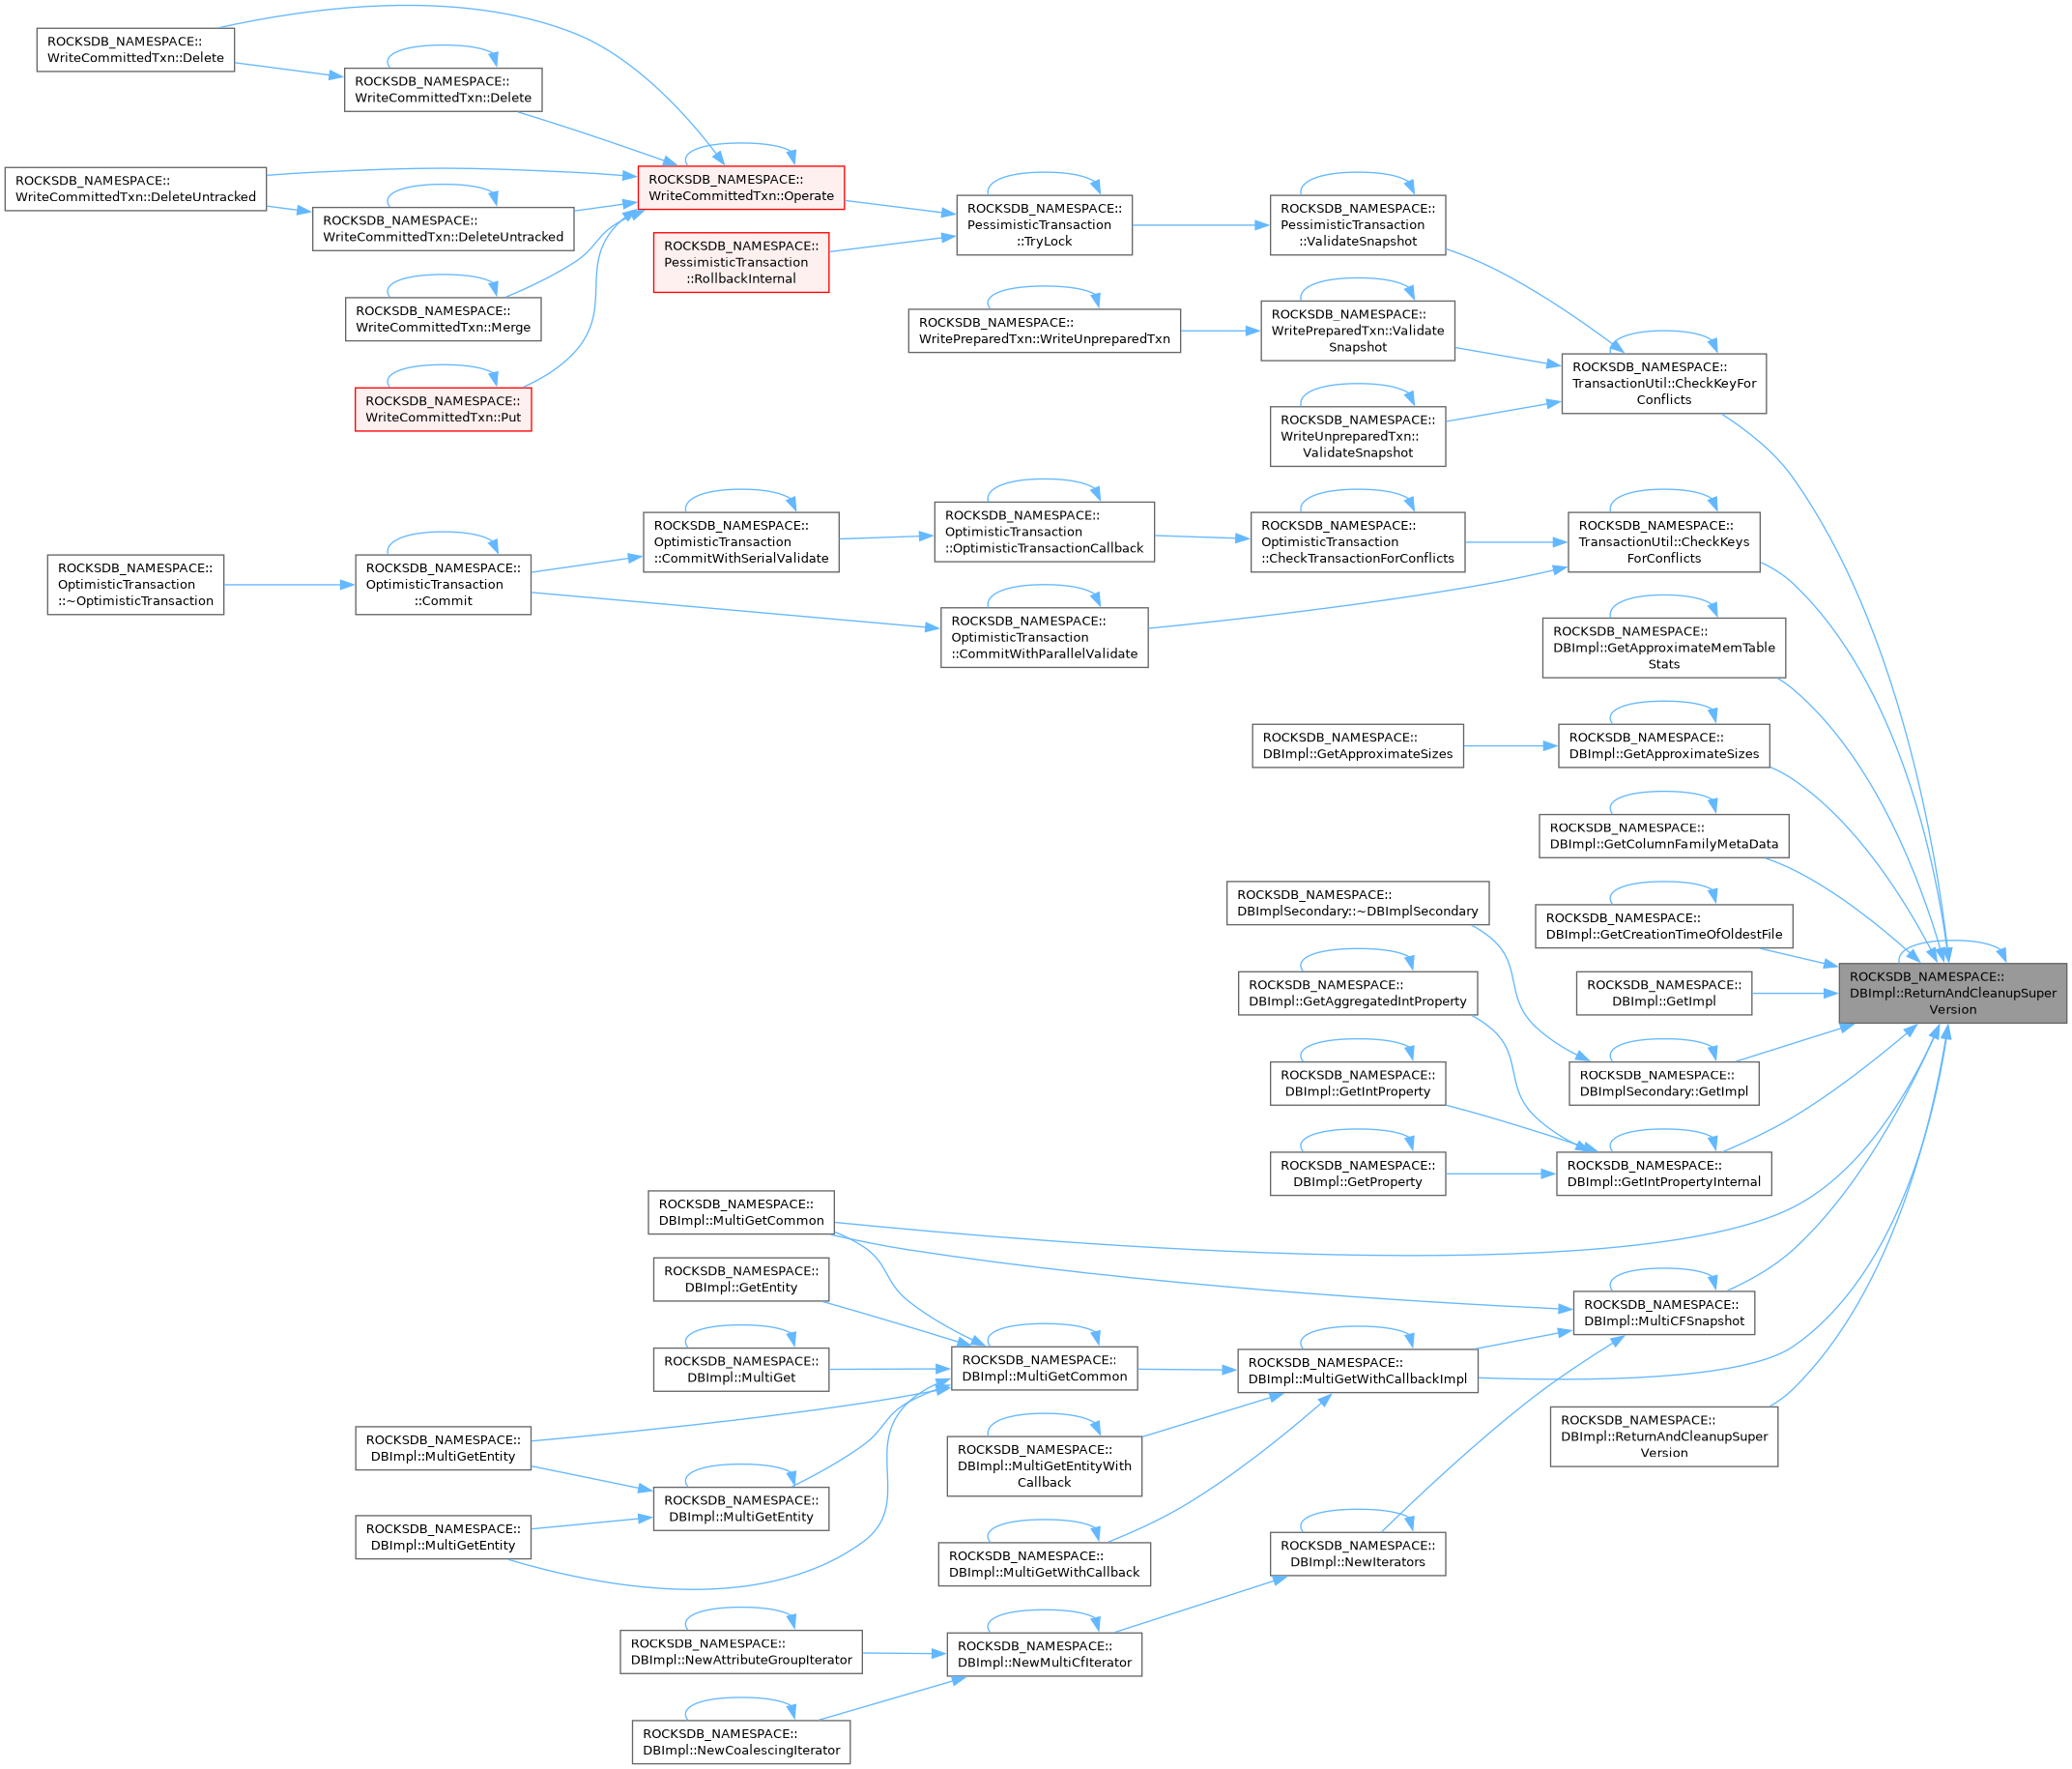 ROCKSDB_NAMESPACE::
WriteCommittedTxn::Delete
ROCKSDB_NAMESPACE::
WriteCommittedTxn::Delete
ROCKSDB_NAMESPACE::
WriteCommittedTxn::DeleteUntracked
ROCKSDB_NAMESPACE::
WriteCommittedTxn::DeleteUntracked
ROCKSDB_NAMESPACE::
WriteCommittedTxn::Merge
ROCKSDB_NAMESPACE::
WriteCommittedTxn::Put
ROCKSDB_NAMESPACE::
WriteCommittedTxn::Operate
ROCKSDB_NAMESPACE::
PessimisticTransaction
::RollbackInternal
ROCKSDB_NAMESPACE::
PessimisticTransaction
::TryLock
ROCKSDB_NAMESPACE::
WritePreparedTxn::WriteUnpreparedTxn
ROCKSDB_NAMESPACE::
PessimisticTransaction
::ValidateSnapshot
ROCKSDB_NAMESPACE::
WritePreparedTxn::Validate
Snapshot
ROCKSDB_NAMESPACE::
WriteUnpreparedTxn::
ValidateSnapshot
ROCKSDB_NAMESPACE::
TransactionUtil::CheckKeyFor
Conflicts
ROCKSDB_NAMESPACE::
OptimisticTransaction
::~OptimisticTransaction
ROCKSDB_NAMESPACE::
OptimisticTransaction
::Commit
ROCKSDB_NAMESPACE::
OptimisticTransaction
::CommitWithSerialValidate
ROCKSDB_NAMESPACE::
OptimisticTransaction
::OptimisticTransactionCallback
ROCKSDB_NAMESPACE::
OptimisticTransaction
::CommitWithParallelValidate
ROCKSDB_NAMESPACE::
OptimisticTransaction
::CheckTransactionForConflicts
ROCKSDB_NAMESPACE::
TransactionUtil::CheckKeys
ForConflicts
ROCKSDB_NAMESPACE::
DBImpl::GetApproximateMemTable
Stats
ROCKSDB_NAMESPACE::
DBImpl::GetApproximateSizes
ROCKSDB_NAMESPACE::
DBImpl::GetApproximateSizes
ROCKSDB_NAMESPACE::
DBImpl::GetColumnFamilyMetaData
ROCKSDB_NAMESPACE::
DBImplSecondary::~DBImplSecondary
ROCKSDB_NAMESPACE::
DBImpl::GetCreationTimeOfOldestFile
ROCKSDB_NAMESPACE::
DBImpl::GetAggregatedIntProperty
ROCKSDB_NAMESPACE::
DBImpl::GetImpl
ROCKSDB_NAMESPACE::
DBImpl::ReturnAndCleanupSuper
Version
ROCKSDB_NAMESPACE::
DBImpl::GetIntProperty
ROCKSDB_NAMESPACE::
DBImplSecondary::GetImpl
ROCKSDB_NAMESPACE::
DBImpl::GetProperty
ROCKSDB_NAMESPACE::
DBImpl::GetIntPropertyInternal
ROCKSDB_NAMESPACE::
DBImpl::MultiGetCommon
ROCKSDB_NAMESPACE::
DBImpl::GetEntity
ROCKSDB_NAMESPACE::
DBImpl::MultiGet
ROCKSDB_NAMESPACE::
DBImpl::MultiGetCommon
ROCKSDB_NAMESPACE::
DBImpl::MultiGetWithCallbackImpl
ROCKSDB_NAMESPACE::
DBImpl::MultiCFSnapshot
ROCKSDB_NAMESPACE::
DBImpl::MultiGetEntity
ROCKSDB_NAMESPACE::
DBImpl::MultiGetEntity
ROCKSDB_NAMESPACE::
DBImpl::MultiGetEntity
ROCKSDB_NAMESPACE::
DBImpl::MultiGetEntityWith
Callback
ROCKSDB_NAMESPACE::
DBImpl::MultiGetWithCallback
ROCKSDB_NAMESPACE::
DBImpl::ReturnAndCleanupSuper
Version
ROCKSDB_NAMESPACE::
DBImpl::NewIterators
ROCKSDB_NAMESPACE::
DBImpl::NewAttributeGroupIterator
ROCKSDB_NAMESPACE::
DBImpl::NewMultiCfIterator
ROCKSDB_NAMESPACE::
DBImpl::NewCoalescingIterator